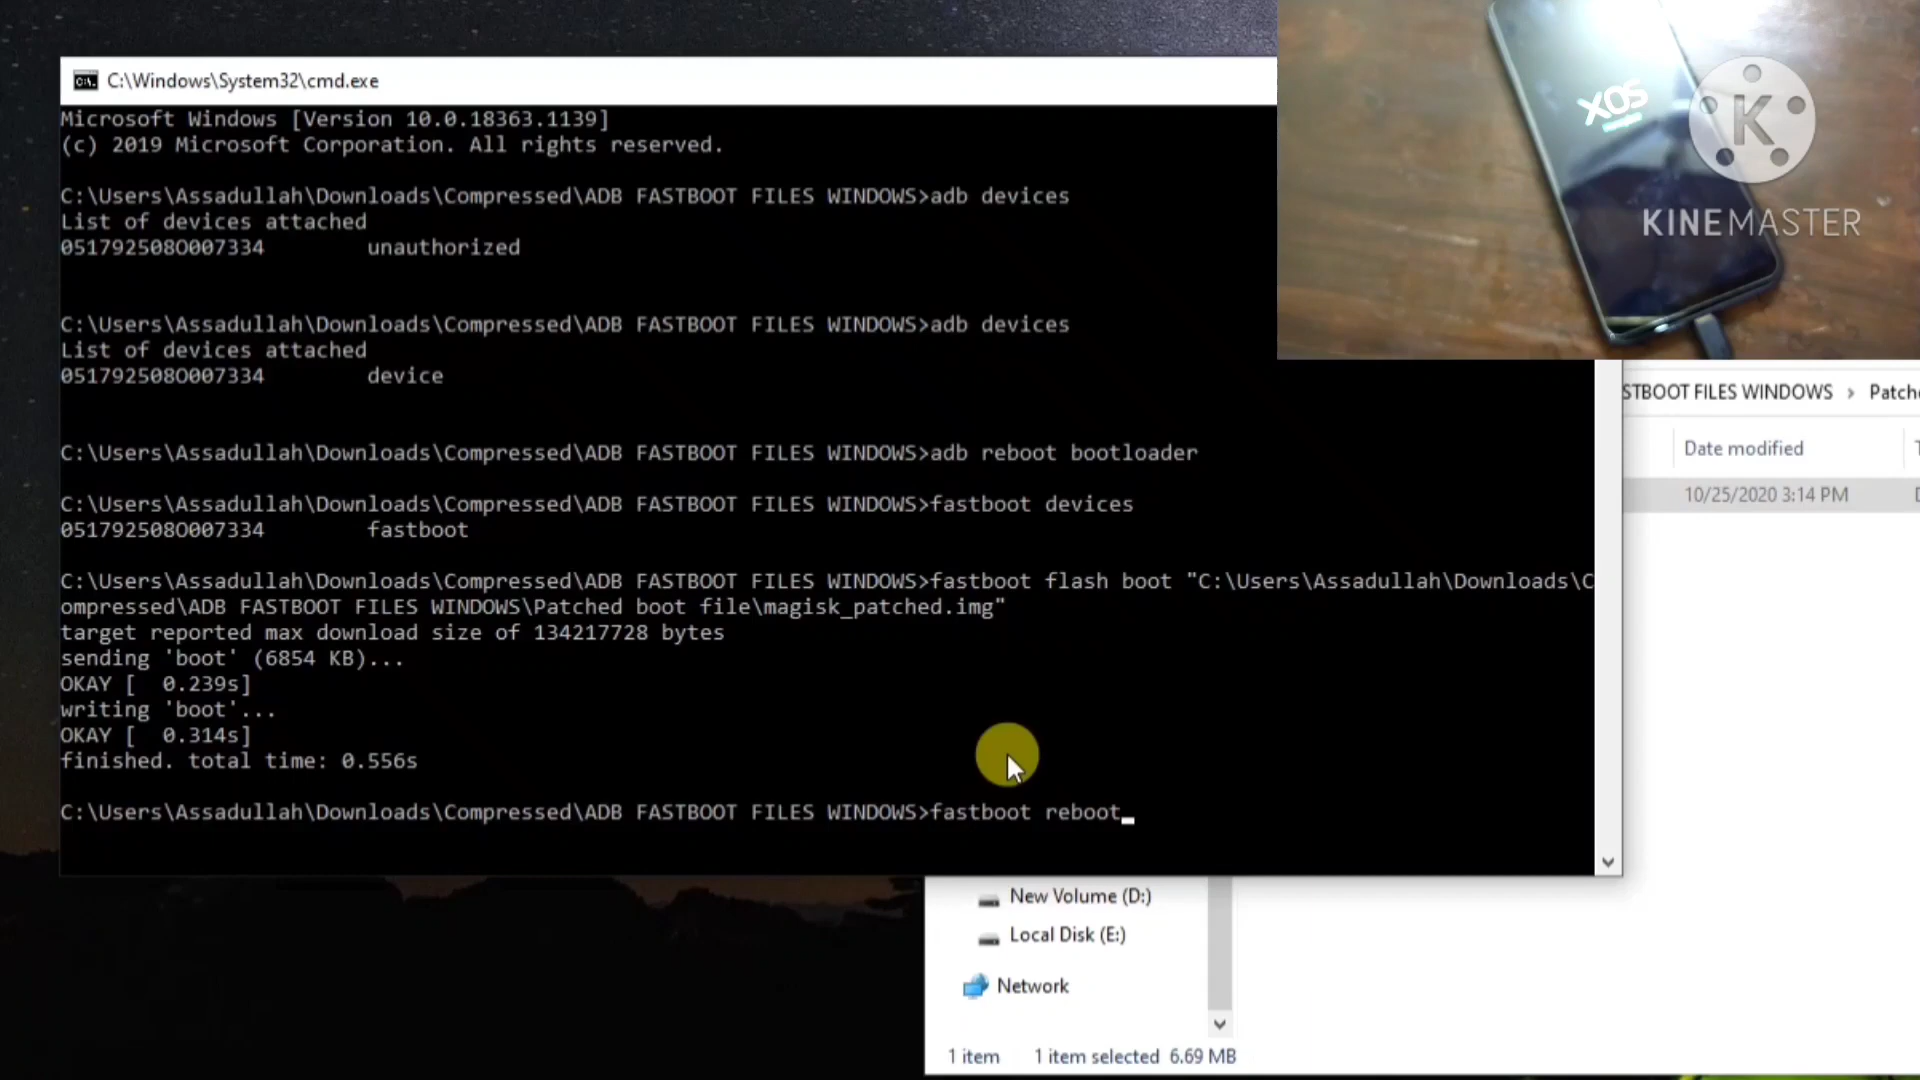 C:\Windows\System32\cmd.exe
Microsoft Windows [Version 10.0.18363.1139]
(c) 2019 Microsoft Corporation. All rights reserved.
C:\Users\Assadullah\Downloads\Compressed\ADB FASTBOOT FILES WINDOWS>adb devices
List of devices attached
051792508O007334 unauthorized
C:\Users\Assadullah\Downloads\Compressed\ADB FASTBOOT FILES WINDOWS>adb devices
List of devices attached
051792508O007334 device
C:\Users\Assadullah\Downloads\Compressed\ADB FASTBOOT FILES WINDOWS>adb reboot bootloader
C:\Users\Assadullah\Downloads\Compressed\ADB FASTBOOT FILES WINDOWS>fastboot devices
051792508O007334 fastboot
C:\Users\Assadullah\Downloads\Compressed\ADB FASTBOOT FILES WINDOWS>fastboot flash boot "C:\Users\Assadullah\Downloads\C
ompressed\ADB FASTBOOT FILES WINDOWS\Patched boot file\magisk_patched.img"
target reported max download size of 134217728 bytes
sending 'boot' (6854 KB)...
OKAY [  0.239s]
writing 'boot'...
OKAY [  0.314s]
finished. total time: 0.556s
C:\Users\Assadullah\Downloads\Compressed\ADB FASTBOOT FILES WINDOWS>fastboot reboot_
XOS
K
KINEMASTER
STBOOT FILES WINDOWS > Patche
Date modified
10/25/2020 3:14 PM
New Volume (D:)
Local Disk (E:)
Network
1 item 1 item selected 6.69 MB